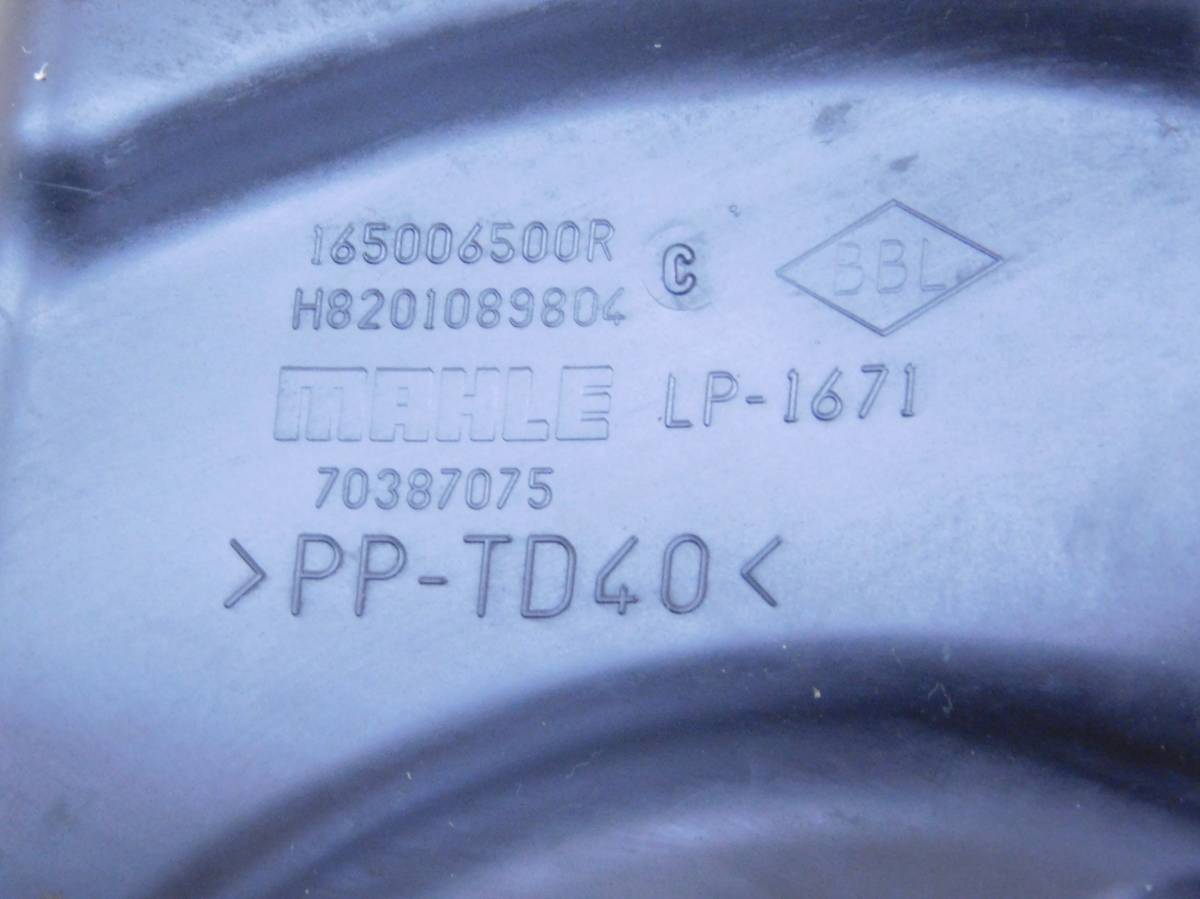 165006500R C BBL
H8201089804
MAHLE LP-1671
70387075
>PP-TD40<